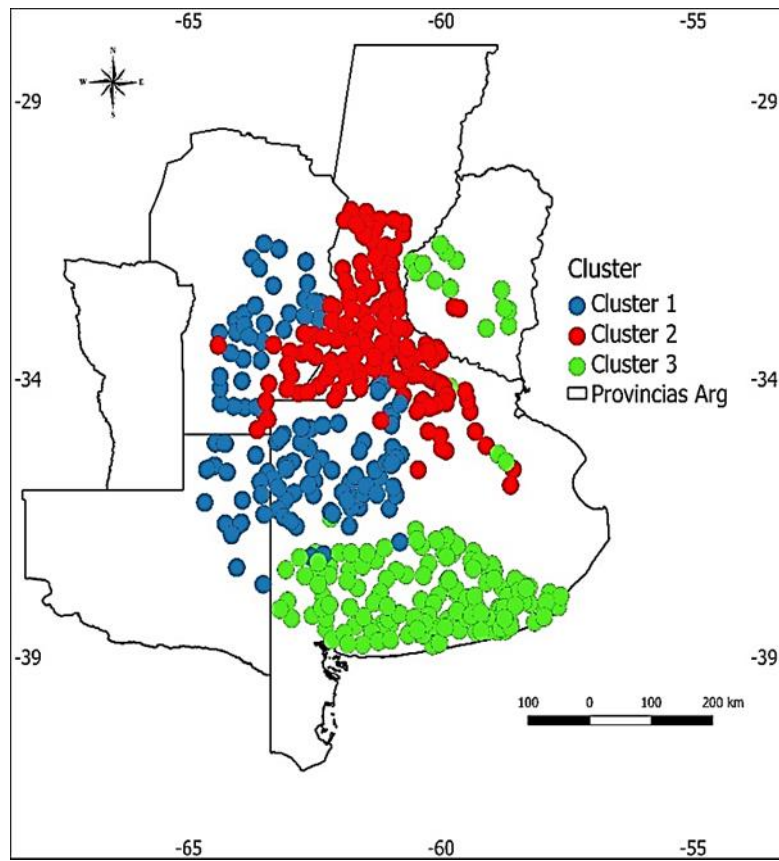 -65 -60 -55
N
W E
S
-29 -29
Cluster
Cluster 1
Cluster 2
Cluster 3
Provincias Arg
-34 -34
-39 -39
100 0 100 200 km
-65 -60 -55